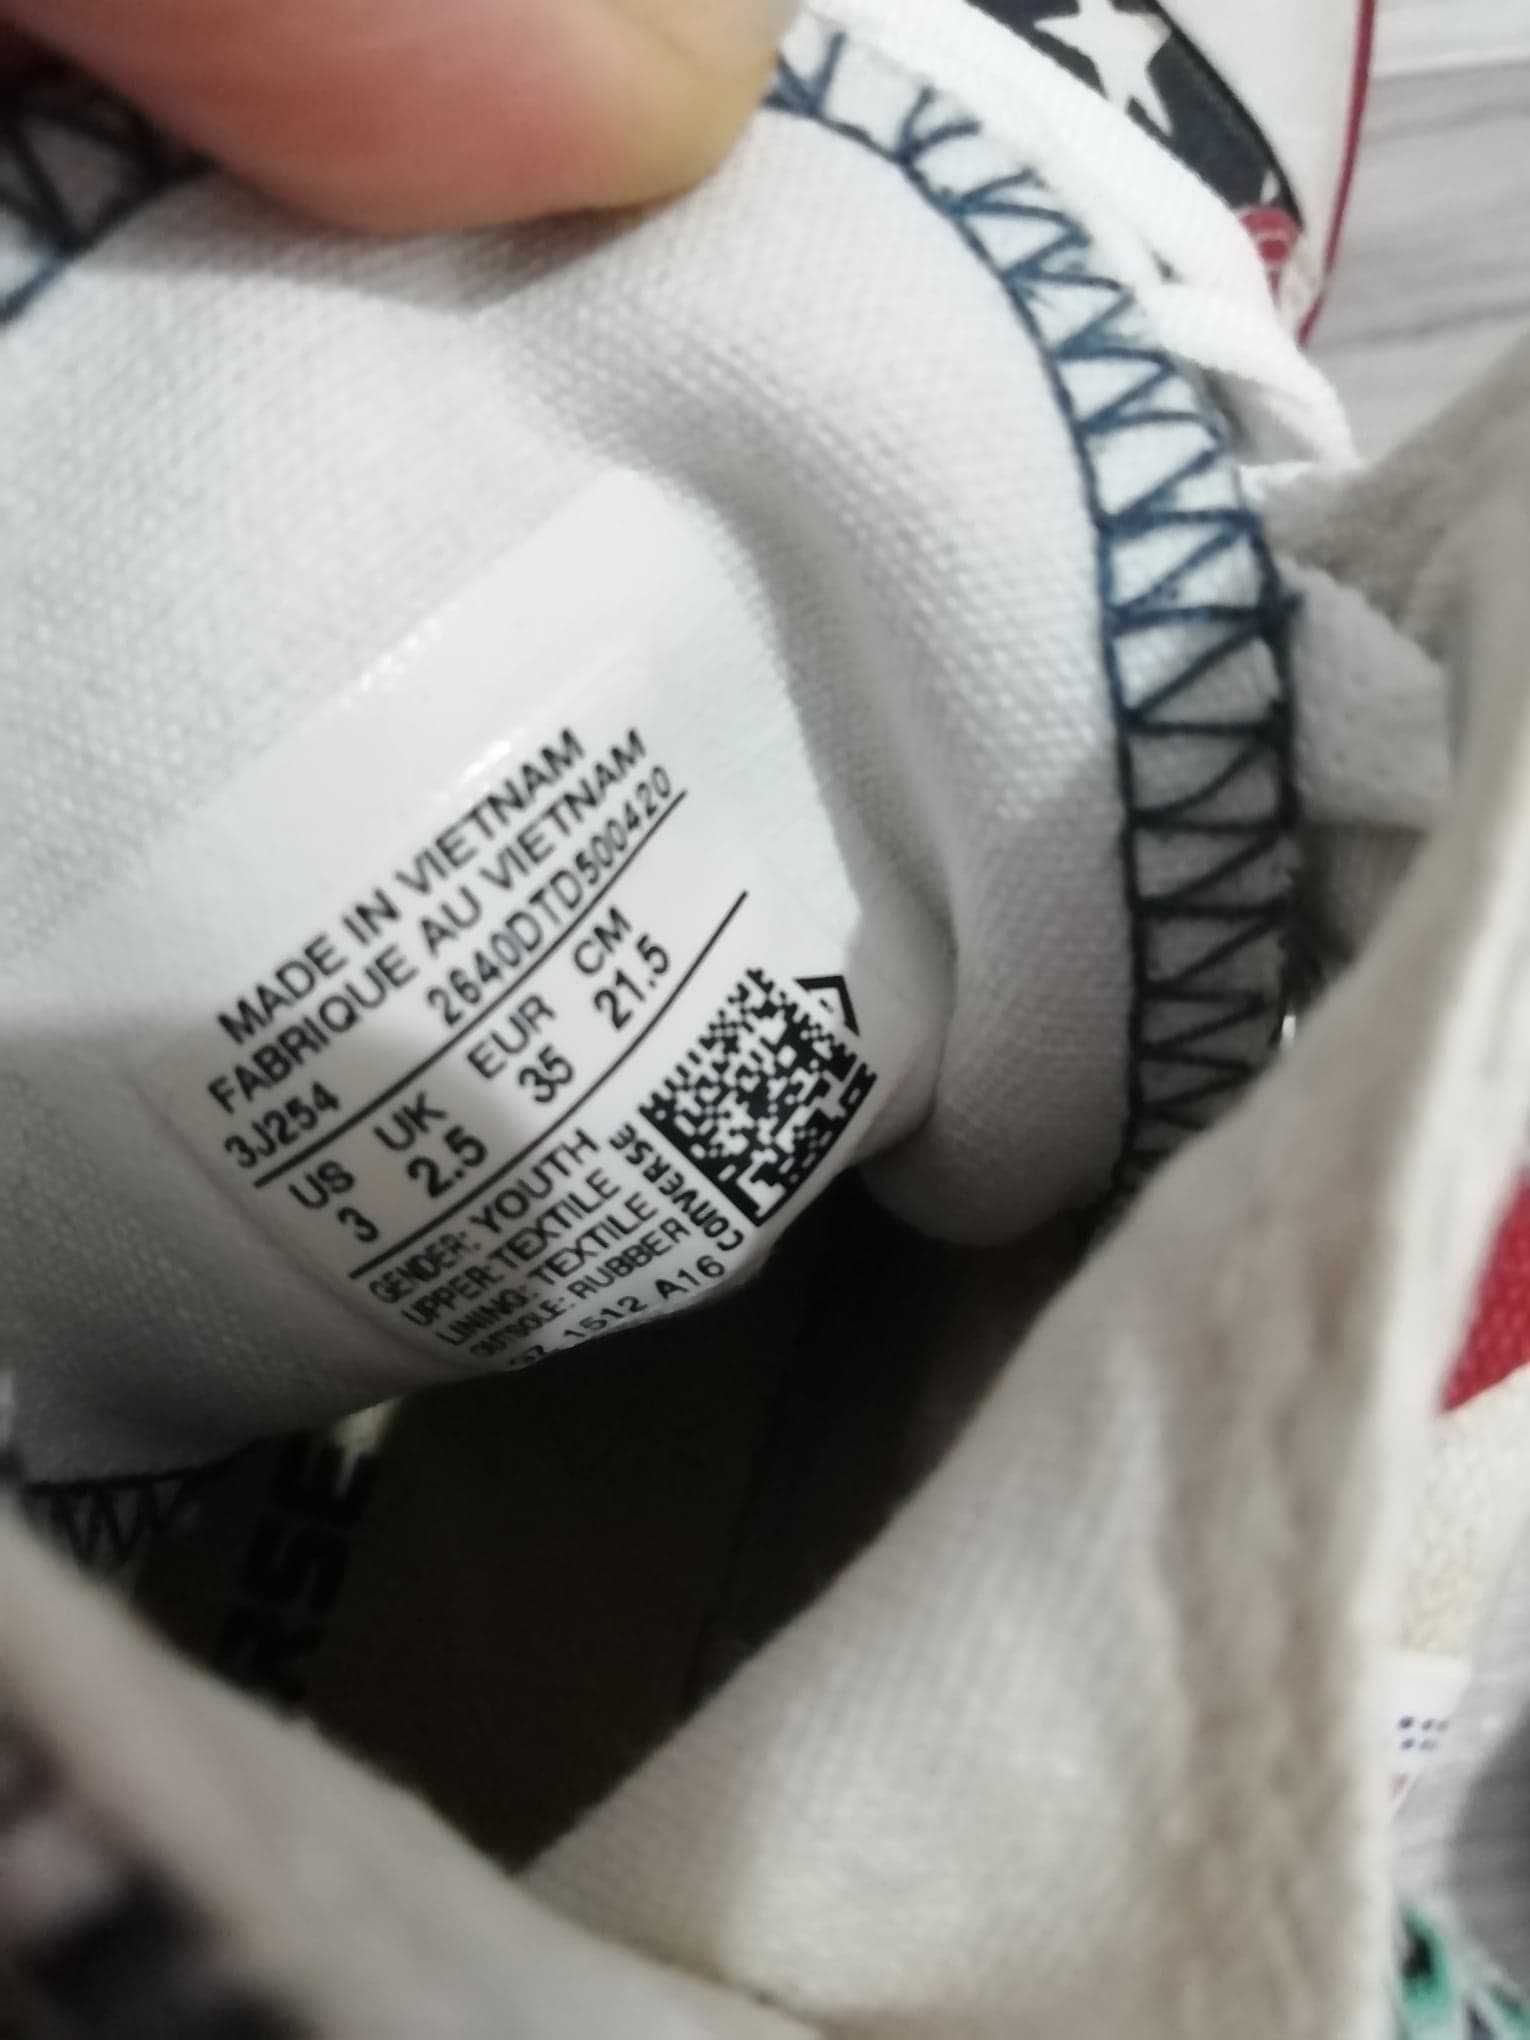 MADE IN VIETNAM
FABRIQUE AU VIETNAM
3J254 2640DTD500420
US UK EUR CM
3 2.5 35 21.5
GENDER: YOUTH
UPPER: TEXTILE
LINING: TEXTILE
OUTSOLE: RUBBER
1512 A16
CONVERSE
RSE